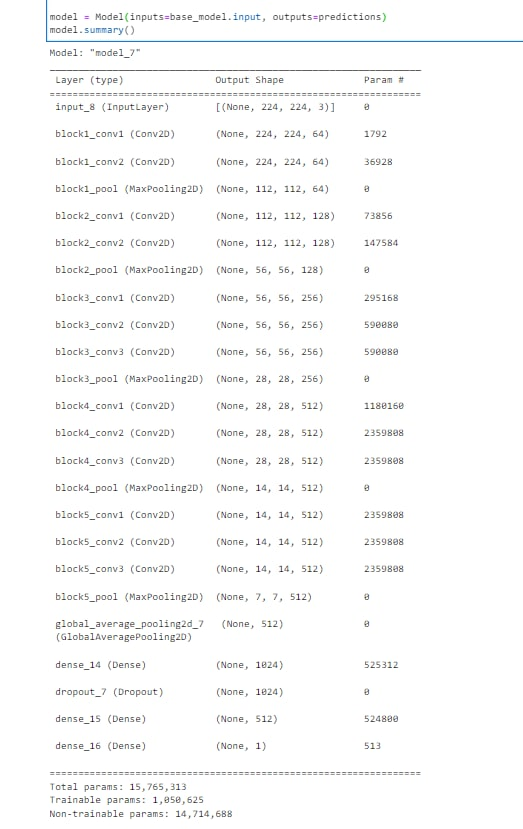 model = Model(inputs=base_model.input, outputs=predictions)
model.summary()
Model: "model_7"
Layer (type) Output Shape Param #
=================================================================
input_8 (InputLayer) [(None, 224, 224, 3)] 0
block1_conv1 (Conv2D) (None, 224, 224, 64) 1792
block1_conv2 (Conv2D) (None, 224, 224, 64) 36928
block1_pool (MaxPooling2D) (None, 112, 112, 64) 0
block2_conv1 (Conv2D) (None, 112, 112, 128) 73856
block2_conv2 (Conv2D) (None, 112, 112, 128) 147584
block2_pool (MaxPooling2D) (None, 56, 56, 128) 0
block3_conv1 (Conv2D) (None, 56, 56, 256) 295168
block3_conv2 (Conv2D) (None, 56, 56, 256) 590080
block3_conv3 (Conv2D) (None, 56, 56, 256) 590080
block3_pool (MaxPooling2D) (None, 28, 28, 256) 0
block4_conv1 (Conv2D) (None, 28, 28, 512) 1180160
block4_conv2 (Conv2D) (None, 28, 28, 512) 2359808
block4_conv3 (Conv2D) (None, 28, 28, 512) 2359808
block4_pool (MaxPooling2D) (None, 14, 14, 512) 0
block5_conv1 (Conv2D) (None, 14, 14, 512) 2359808
block5_conv2 (Conv2D) (None, 14, 14, 512) 2359808
block5_conv3 (Conv2D) (None, 14, 14, 512) 2359808
block5_pool (MaxPooling2D) (None, 7, 7, 512) 0
global_average_pooling2d_7 (None, 512) 0
(GlobalAveragePooling2D)
dense_14 (Dense) (None, 1024) 525312
dropout_7 (Dropout) (None, 1024) 0
dense_15 (Dense) (None, 512) 524800
dense_16 (Dense) (None, 1) 513
=================================================================
Total params: 15,765,313
Trainable params: 1,050,625
Non-trainable params: 14,714,688